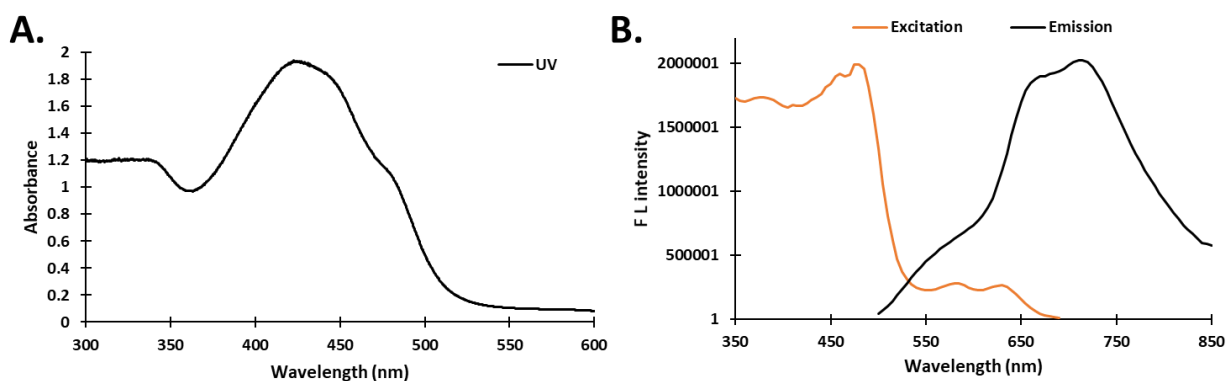 A.
UV
Absorbance
2
1.8
1.6
1.4
1.2
1
0.8
0.6
0.4
0.2
0
300 350 400 450 500 550 600
Wavelength (nm)
B.
Excitation Emission
F L intensity
2000001
1500001
1000001
500001
1
350 450 550 650 750 850
Wavelength (nm)